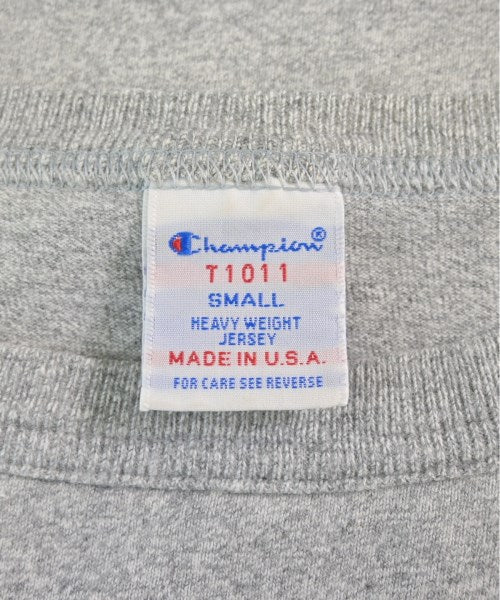 Champion®
T1011
SMALL
HEAVY WEIGHT
JERSEY
MADE IN U.S.A.
FOR CARE SEE REVERSE